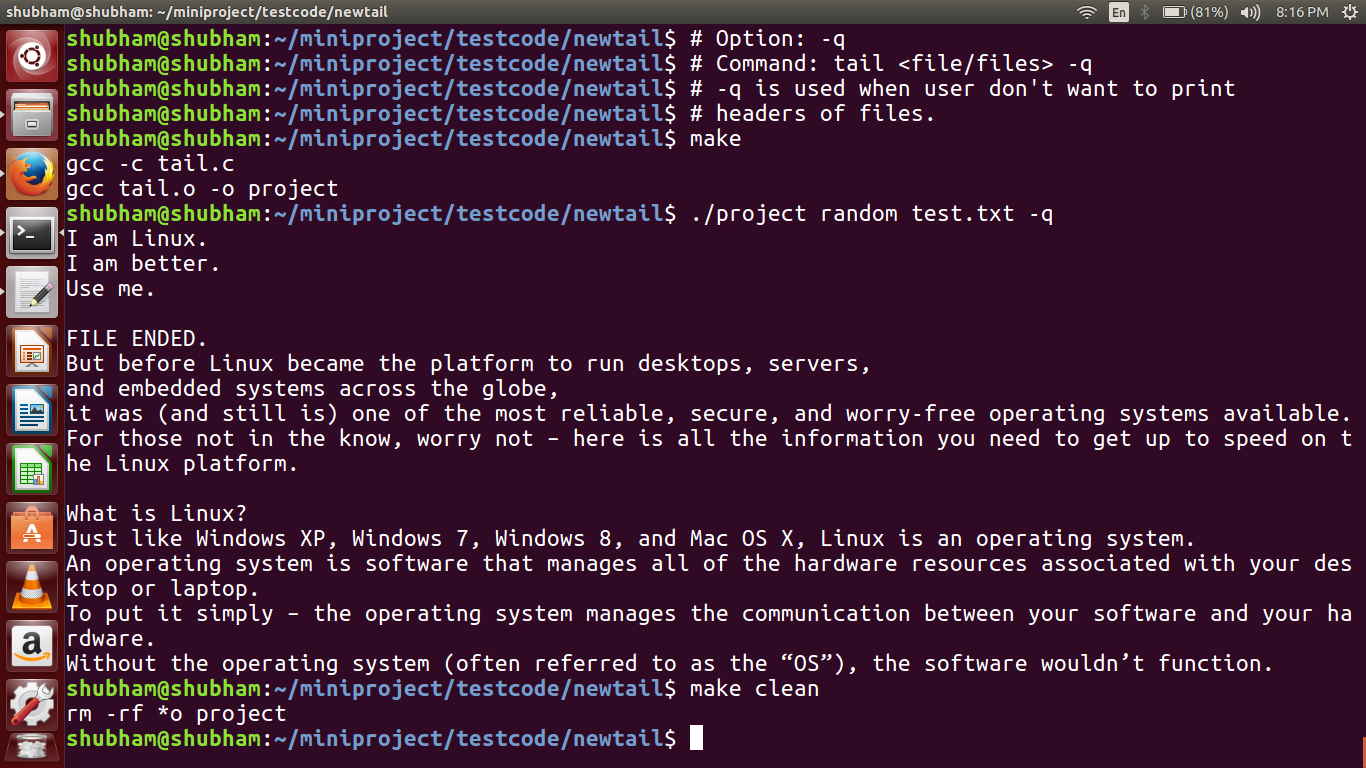 shubham@shubham: ~/miniproject/testcode/newtail
En
(81%)
8:16 PM
shubham@shubham:~/miniproject/testcode/newtail$ # Option: -q
shubham@shubham:~/miniproject/testcode/newtail$ # Command: tail <file/files> -q
shubham@shubham:~/miniproject/testcode/newtail$ # -q is used when user don't want to print
shubham@shubham:~/miniproject/testcode/newtail$ # headers of files.
shubham@shubham:~/miniproject/testcode/newtail$ make
gcc -c tail.c
gcc tail.o -o project
shubham@shubham:~/miniproject/testcode/newtail$ ./project random test.txt -q
I am Linux.
I am better.
Use me.
FILE ENDED.
But before Linux became the platform to run desktops, servers,
and embedded systems across the globe,
it was (and still is) one of the most reliable, secure, and worry-free operating systems available.
For those not in the know, worry not – here is all the information you need to get up to speed on t
he Linux platform.
What is Linux?
Just like Windows XP, Windows 7, Windows 8, and Mac OS X, Linux is an operating system.
An operating system is software that manages all of the hardware resources associated with your des
ktop or laptop.
To put it simply – the operating system manages the communication between your software and your ha
rdware.
Without the operating system (often referred to as the “OS”), the software wouldn’t function.
shubham@shubham:~/miniproject/testcode/newtail$ make clean
rm -rf *o project
shubham@shubham:~/miniproject/testcode/newtail$